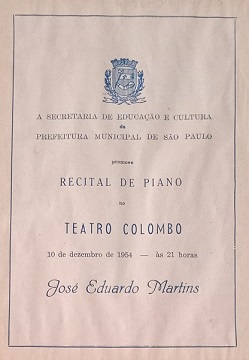 A SECRETARIA DE EDUCAÇÃO E CULTURA
da
PREFEITURA MUNICIPAL DE SÃO PAULO
promove
RECITAL DE PIANO
no
TEATRO COLOMBO
10 de dezembro de 1954 — às 21 horas
José Eduardo Martins